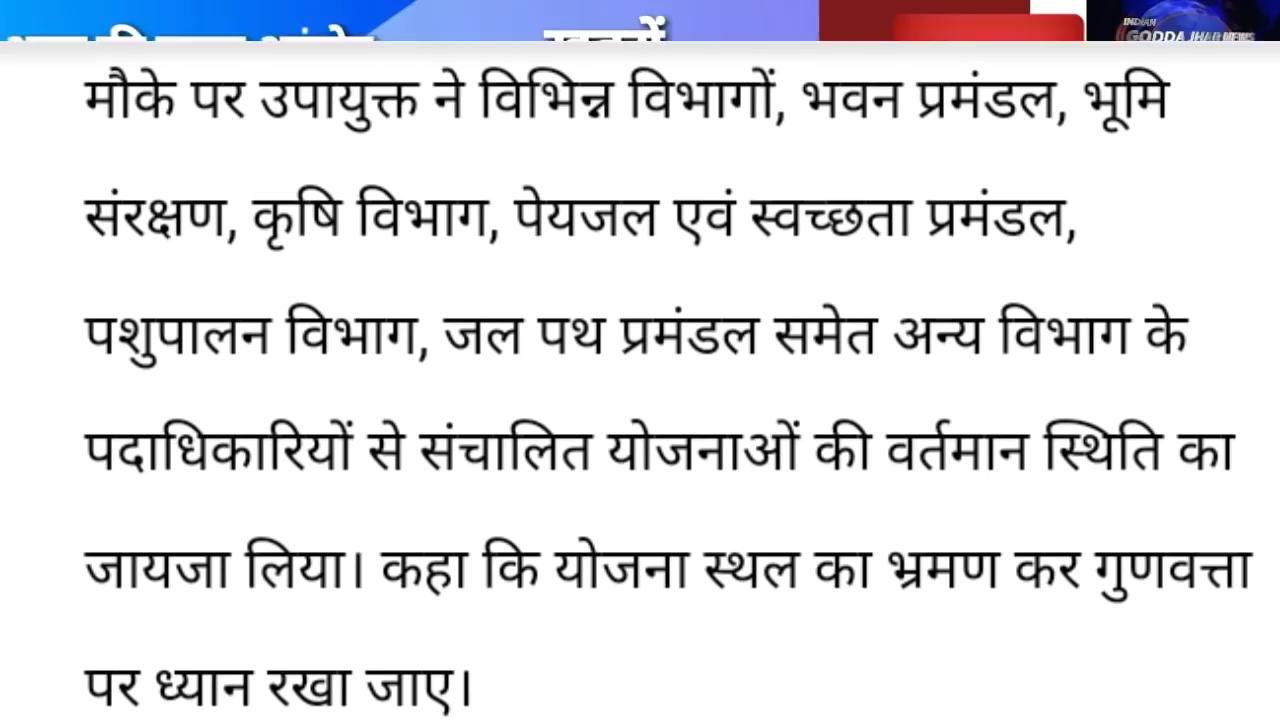 खबरों
INDIAN
GODDA JHAR NEWS
मौके पर उपायुक्त ने विभिन्न विभागों, भवन प्रमंडल, भूमि
संरक्षण, कृषि विभाग, पेयजल एवं स्वच्छता प्रमंडल,
पशुपालन विभाग, जल पथ प्रमंडल समेत अन्य विभाग के
पदाधिकारियों से संचालित योजनाओं की वर्तमान स्थिति का
जायजा लिया। कहा कि योजना स्थल का भ्रमण कर गुणवत्ता
पर ध्यान रखा जाए।